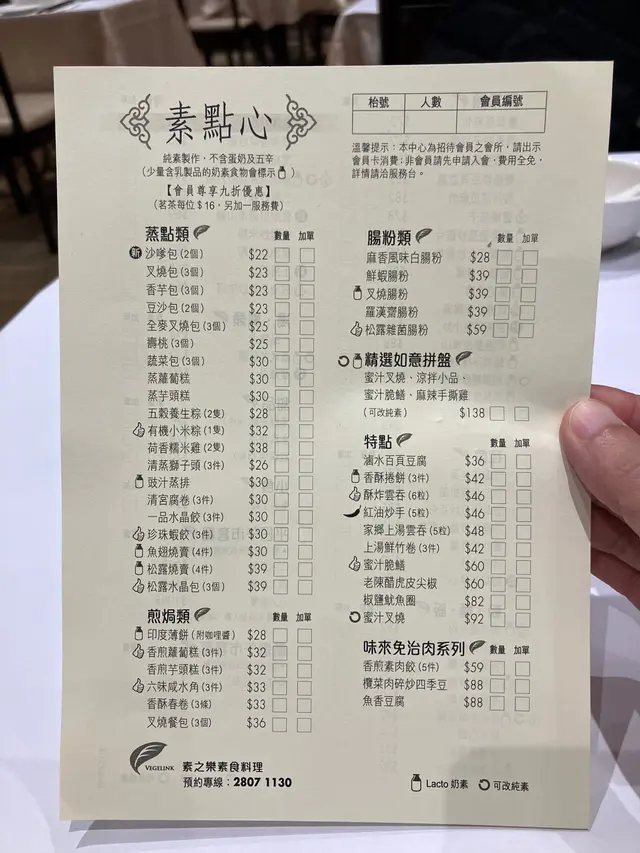 素點心
純素製作，不含蛋奶及五辛
(少量含乳製品的奶素食物會標示)
【會員尊享九折優惠】
(茗茶每位$16，另加一服務費)
枱號 人數 會員編號
溫馨提示：本中心為招待會員之會所，請出示
會員卡消費；非會員請先申請入會，費用全免，
詳情請洽服務台。
蒸點類 數量 加單
新 沙嗲包(2個) $22
叉燒包(3個) $23
香芋包(3個) $23
豆沙包(2個) $23
全麥叉燒包(3個) $25
壽桃(3個) $25
蔬菜包(3個) $30
蒸蘿蔔糕 $30
蒸芋頭糕 $30
五穀養生粽(2隻) $28
有機小米粽(1隻) $32
荷香糯米雞(2隻) $38
清蒸獅子頭(3件) $26
豉汁蒸排 $30
清宮腐卷(3件) $30
一品水晶餃(3件) $30
珍珠蝦餃(3件) $30
魚翅燒賣(4件) $30
松露燒賣(4件) $39
松露水晶包(3個) $39
煎焗類 數量 加單
印度薄餅(附咖哩醬) $28
香煎蘿蔔糕(3件) $32
香煎芋頭糕(3件) $32
六味咸水角(3件) $33
香酥春卷(3條) $33
叉燒餐包(3個) $36
VEGELINK 素之樂素食料理
預約專線：2807 1130
腸粉類 數量 加單
麻香風味白腸粉 $28
鮮蝦腸粉 $39
叉燒腸粉 $39
羅漢齋腸粉 $39
松露雜菌腸粉 $59
精選如意拼盤
蜜汁叉燒、涼拌小品、
蜜汁脆鱔、麻辣手撕雞
(可改純素) $138
特點 數量 加單
滷水百頁豆腐 $36
香酥捲餅(3件) $42
酥炸雲吞(6粒) $46
紅油炒手(5粒) $46
家鄉上湯雲吞(5粒) $48
上湯鮮竹卷(3件) $42
蜜汁脆鱔 $60
老陳醋虎皮尖椒 $60
椒鹽魷魚圈 $82
蜜汁叉燒 $92
味來免治肉系列 數量 加單
香煎素肉餅(5件) $59
欖菜肉碎炒四季豆 $88
魚香豆腐 $88
Lacto 奶素 可改純素